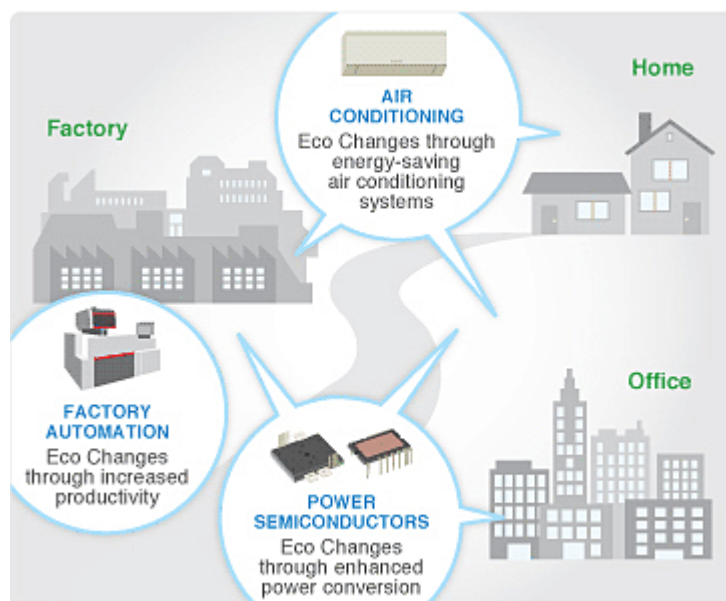 Home
Factory
AIR
CONDITIONING
Eco Changes through
energy-saving
air conditioning
systems
FACTORY
AUTOMATION
Eco Changes
through increased
productivity
Office
POWER
SEMICONDUCTORS
Eco Changes
through enhanced
power conversion